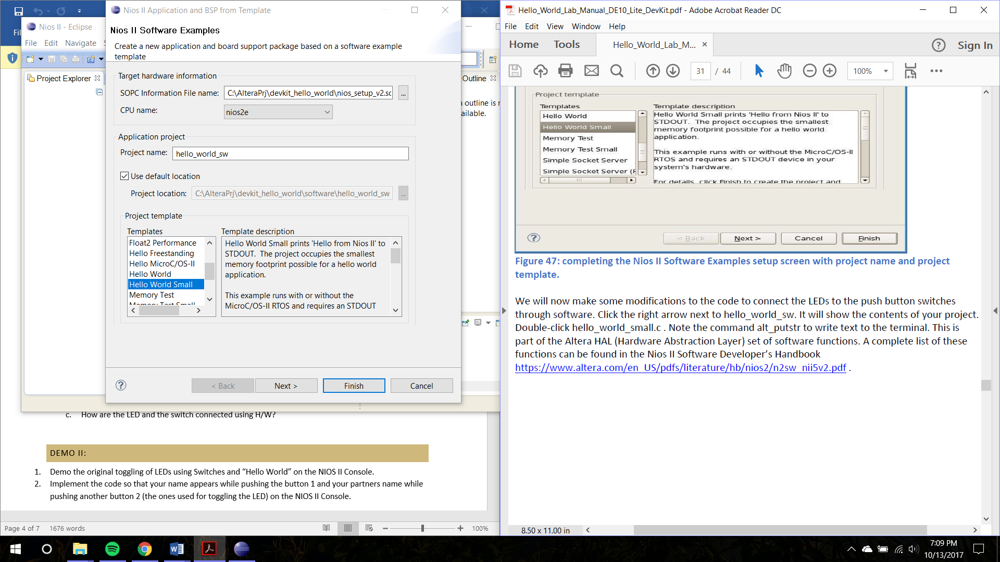 Nios II Application and BSP from Template
Nios II Software Examples
Create a new application and board support package based on a software example
template
Target hardware information
SOPC Information File name:
C:\AlteraPrj\devkit_hello_world\nios_setup_v2.sc
...
CPU name:
nios2e
Application project
Project name:
hello_world_sw
Use default location
Project location:
C:\AlteraPrj\devkit_hello_world\software\hello_world_sw
...
Project template
Templates
Float2 Performance
Hello Freestanding
Hello MicroC/OS-II
Hello World
Hello World Small
Memory Test
Memory Test Small
Template description
Hello World Small prints 'Hello from Nios II' to
STDOUT.  The project occupies the smallest
memory footprint possible for a hello world
application.
This example runs with or without the
MicroC/OS-II RTOS and requires an STDOUT
< Back
Next >
Finish
Cancel
Nios II - Eclipse
File Edit Navigate
Project Explorer
Outline
outline is
ailable.
c. How are the LED and the switch connected using H/W?
DEMO II:
1. Demo the original toggling of LEDs using Switches and “Hello World” on the NIOS II Console.
2. Implement the code so that your name appears while pushing the button 1 and your partners name while
pushing another button 2 (the ones used for toggling the LED) on the NIOS II Console.
Page 4 of 7 1676 words
100%
Hello_World_Lab_Manual_DE10_Lite_DevKit.pdf - Adobe Acrobat Reader DC
File Edit View Window Help
Home Tools Hello_World_Lab_M... Sign In
31 / 44 100%
Project template
Templates
Hello World
Hello World Small
Memory Test
Memory Test Small
Simple Socket Server
Simple Socket Server (F
Template description
Hello World Small prints 'Hello from Nios II' to
STDOUT.  The project occupies the smallest
memory footprint possible for a hello world
application.
This example runs with or without the MicroC/OS-II
RTOS and requires an STDOUT device in your
system's hardware.
For details, click Finish to create the project and
< Back Next > Cancel Finish
Figure 47: completing the Nios II Software Examples setup screen with project name and project
template.
We will now make some modifications to the code to connect the LEDs to the push button switches
through software. Click the right arrow next to hello_world_sw. It will show the contents of your project.
Double-click hello_world_small.c . Note the command alt_putstr to write text to the terminal. This is
part of the Altera HAL (Hardware Abstraction Layer) set of software functions. A complete list of these
functions can be found in the Nios II Software Developer’s Handbook
https://www.altera.com/en_US/pdfs/literature/hb/nios2/n2sw_nii5v2.pdf .
8.50 x 11.00 in
7:09 PM
10/13/2017